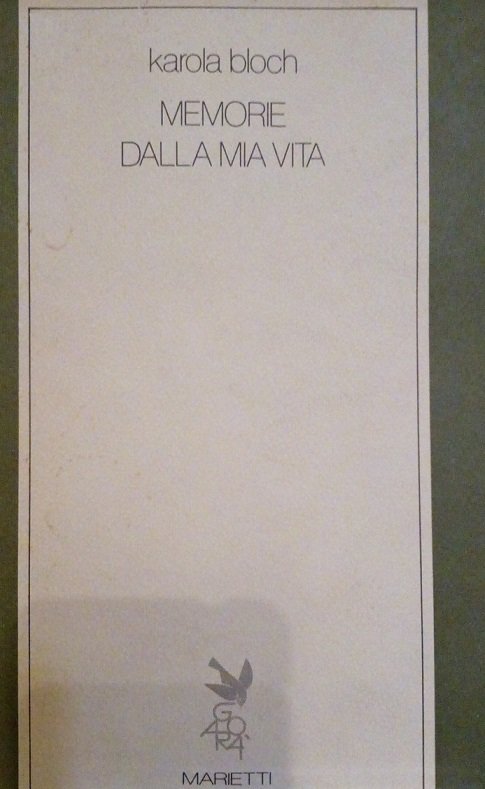 karola bloch
MEMORIE
DALLA MIA VITA
AGORÀ
MARIETTI